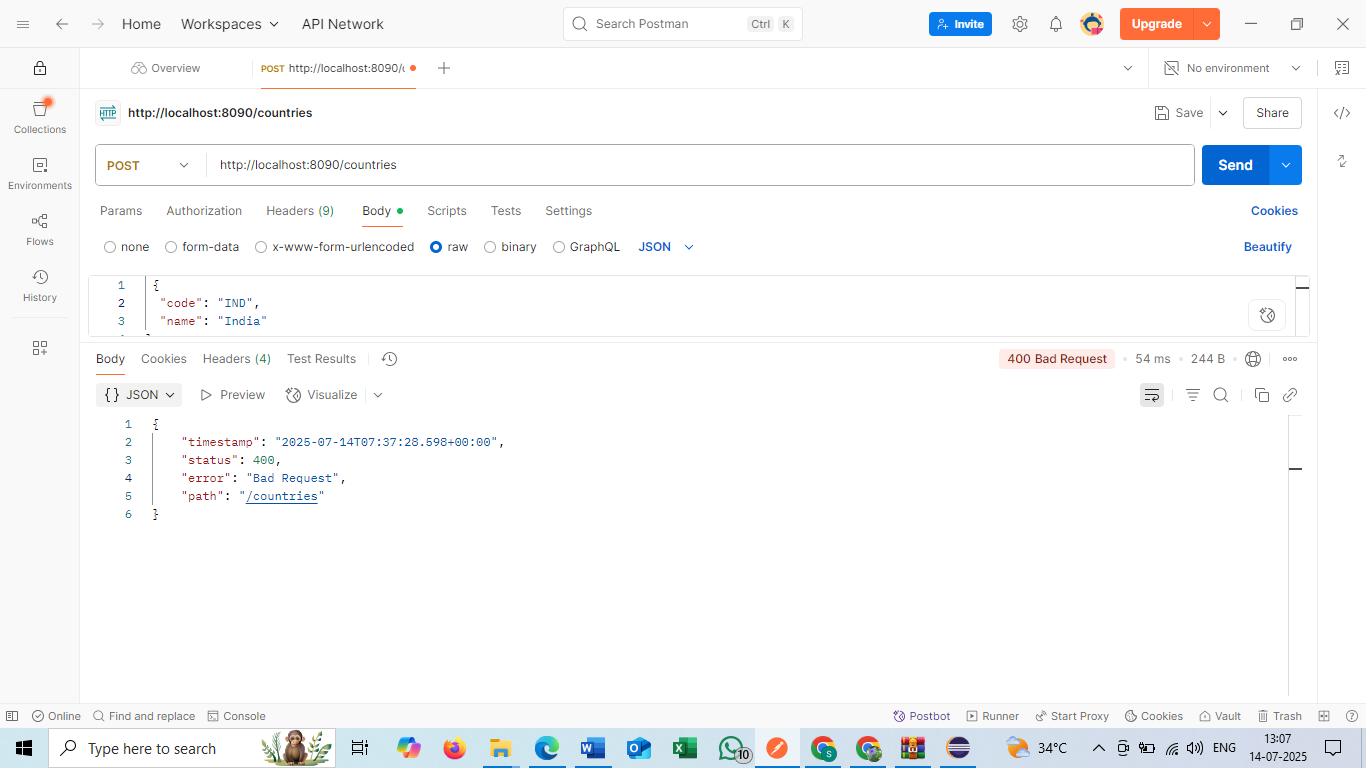 Home Workspaces API Network Search Postman Ctrl K Invite Upgrade
Overview POST http://localhost:8090/c No environment
HTTP http://localhost:8090/countries Save Share
POST http://localhost:8090/countries Send
Params Authorization Headers (9) Body Scripts Tests Settings Cookies
none form-data x-www-form-urlencoded raw binary GraphQL JSON Beautify
1 {
2 "code": "IND",
3 "name": "India"
Collections
Environments
Flows
History
Body Cookies Headers (4) Test Results 400 Bad Request 54 ms 244 B
{} JSON Preview Visualize
1 {
2 "timestamp": "2025-07-14T07:37:28.598+00:00",
3 "status": 400,
4 "error": "Bad Request",
5 "path": "/countries"
6 }
Online Find and replace Console Postbot Runner Start Proxy Cookies Vault Trash
Type here to search 10 34°C ENG 13:07
14-07-2025